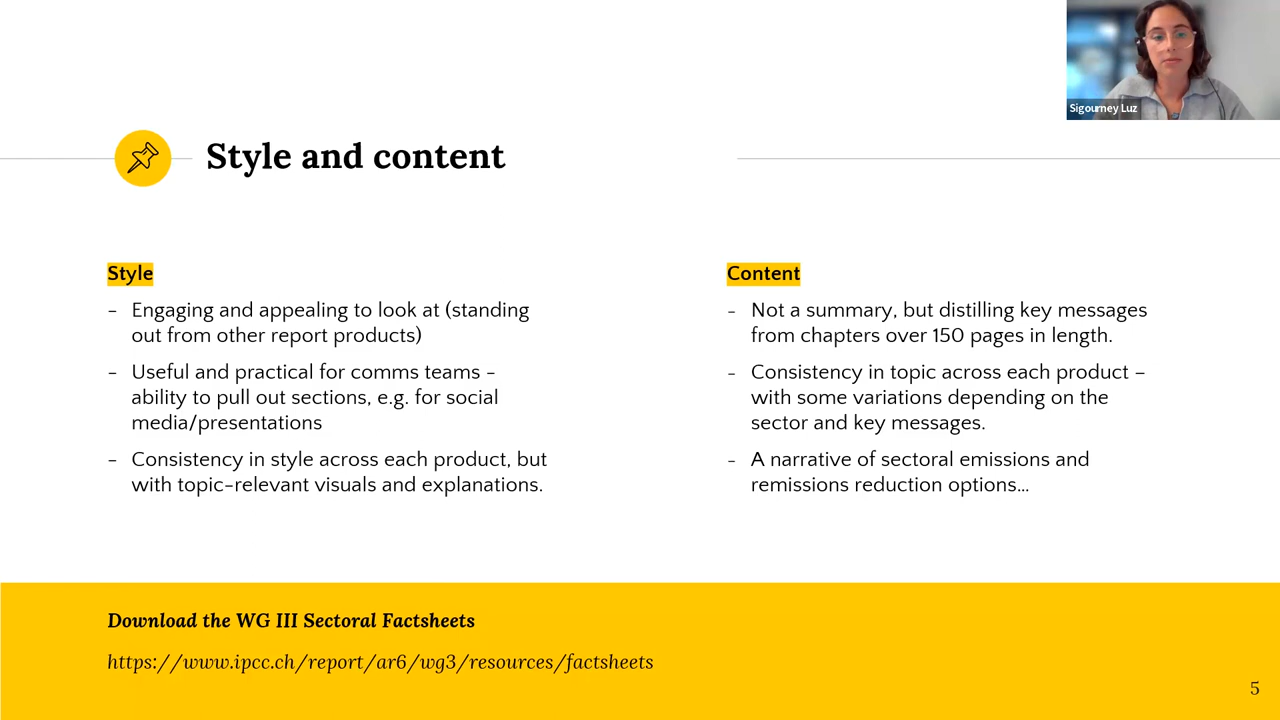 Sigourney Luz
Style and content
Style
- Engaging and appealing to look at (standing
out from other report products)
- Useful and practical for comms teams -
ability to pull out sections, e.g. for social
media/presentations
- Consistency in style across each product, but
with topic-relevant visuals and explanations.
Content
- Not a summary, but distilling key messages
from chapters over 150 pages in length.
- Consistency in topic across each product –
with some variations depending on the
sector and key messages.
- A narrative of sectoral emissions and
remissions reduction options…
Download the WG III Sectoral Factsheets
https://www.ipcc.ch/report/ar6/wg3/resources/factsheets
5